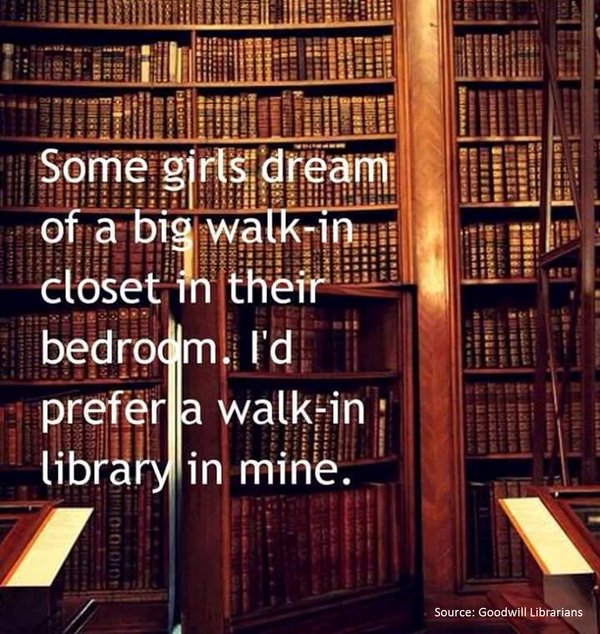 Some girls dream
of a big walk-in
closet in their
bedroom. I'd
prefer a walk-in
library in mine.
Source: Goodwill Librarians